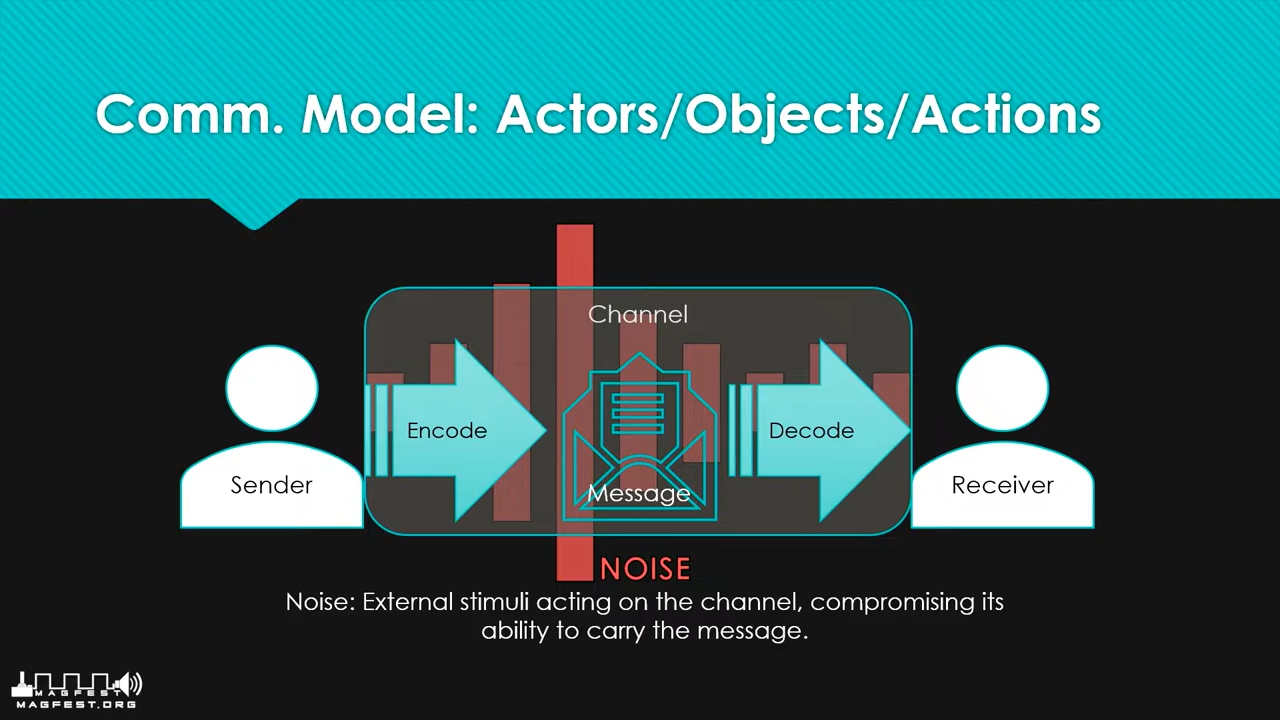 Comm. Model: Actors/Objects/Actions
Channel
Encode
Decode
Sender
Message
Receiver
NOISE
Noise: External stimuli acting on the channel, compromising its
ability to carry the message.
MAGFEST
MAGFEST.ORG